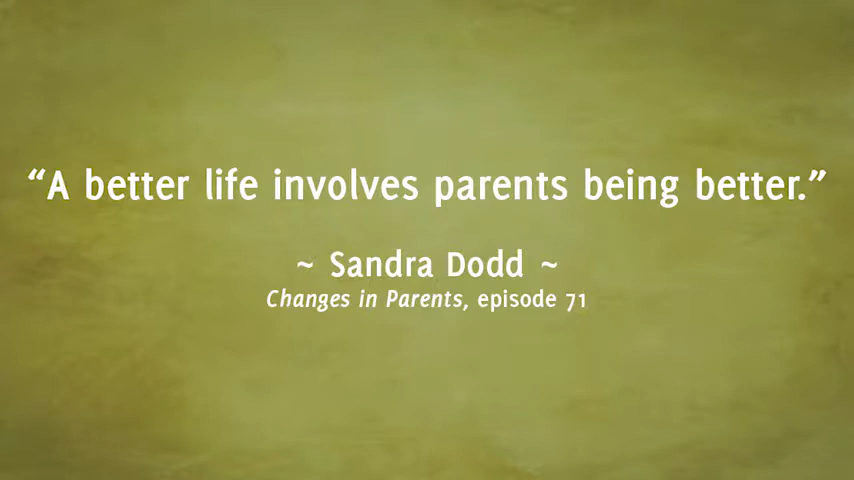 “A better life involves parents being better.”
~ Sandra Dodd ~
Changes in Parents, episode 71